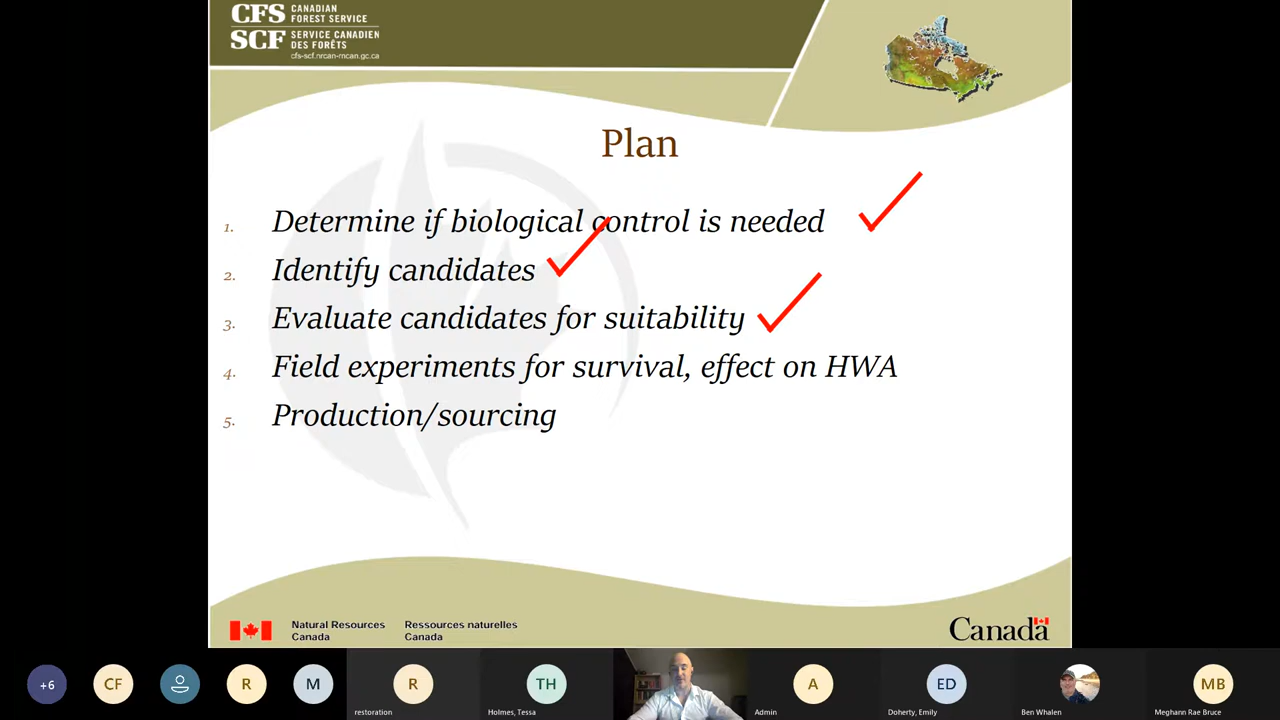 CFS CANADIAN FOREST SERVICE
SCF SERVICE CANADIEN DES FORÊTS
cfs-scf.nrcan-rncan.gc.ca
Plan
1. Determine if biological control is needed
2. Identify candidates
3. Evaluate candidates for suitability
4. Field experiments for survival, effect on HWA
5. Production/sourcing
Natural Resources Canada
Ressources naturelles Canada
Canada
+6
CF
R
M
R
restoration
TH
Holmes, Tessa
A
Admin
ED
Doherty, Emily
Ben Whalen
MB
Meghann Rae Bruce